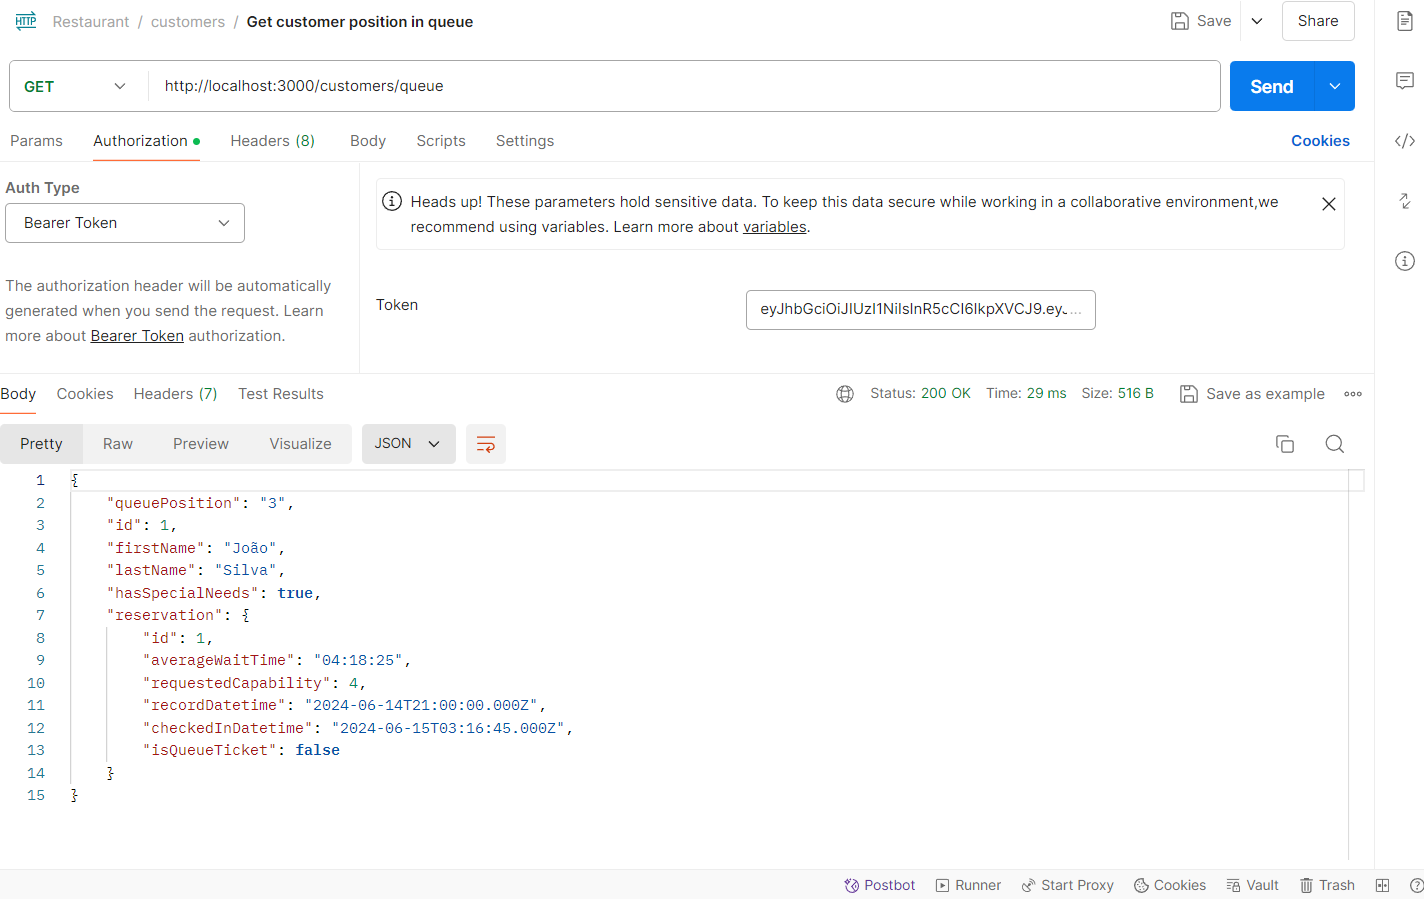 HTTP Restaurant / customers / Get customer position in queue Save Share
GET http://localhost:3000/customers/queue Send
Params Authorization Headers (8) Body Scripts Settings Cookies
Auth Type
Bearer Token
Heads up! These parameters hold sensitive data. To keep this data secure while working in a collaborative environment,we
recommend using variables. Learn more about variables.
The authorization header will be automatically
generated when you send the request. Learn
more about Bearer Token authorization.
Token eyJhbGciOiJIUzI1NiIsInR5cCI6IkpXVCJ9.eyJ...
Body Cookies Headers (7) Test Results Status: 200 OK Time: 29 ms Size: 516 B Save as example
Pretty Raw Preview Visualize JSON
1 {
2 "queuePosition": "3",
3 "id": 1,
4 "firstName": "João",
5 "lastName": "Silva",
6 "hasSpecialNeeds": true,
7 "reservation": {
8 "id": 1,
9 "averageWaitTime": "04:18:25",
10 "requestedCapability": 4,
11 "recordDatetime": "2024-06-14T21:00:00.000Z",
12 "checkedInDatetime": "2024-06-15T03:16:45.000Z",
13 "isQueueTicket": false
14 }
15 }
Postbot Runner Start Proxy Cookies Vault Trash